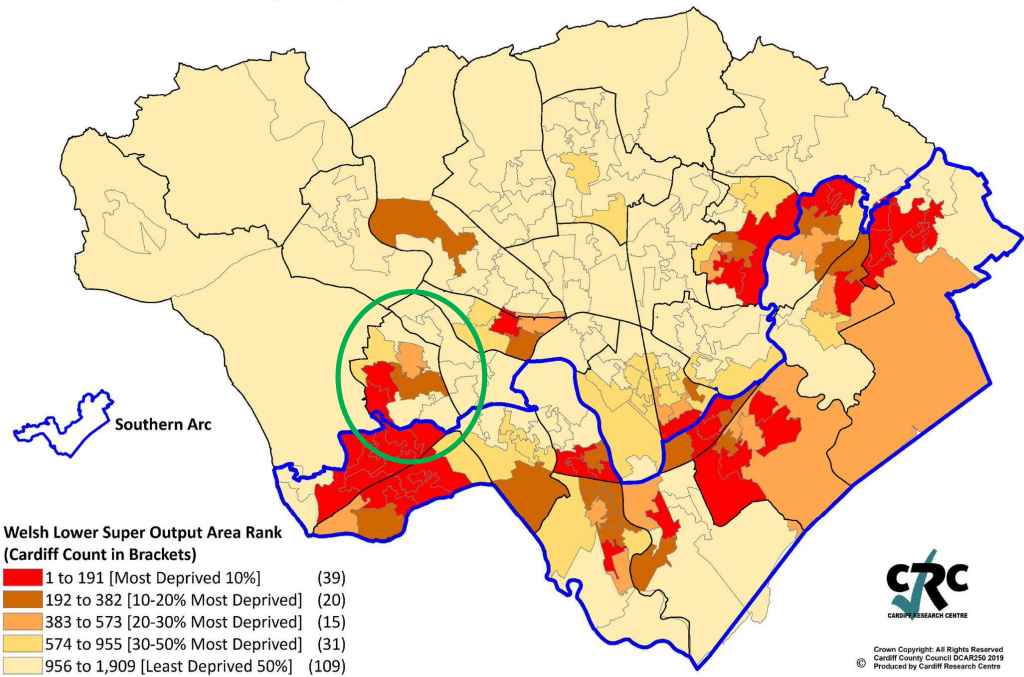 Southern Arc
Welsh Lower Super Output Area Rank
(Cardiff Count in Brackets)
1 to 191 [Most Deprived 10%] (39)
192 to 382 [10-20% Most Deprived] (20)
383 to 573 [20-30% Most Deprived] (15)
574 to 955 [30-50% Most Deprived] (31)
956 to 1,909 [Least Deprived 50%] (109)
CRC
CARDIFF RESEARCH CENTRE
Crown Copyright: All Rights Reserved
Cardiff County Council DCAR250 2019
© Produced by Cardiff Research Centre